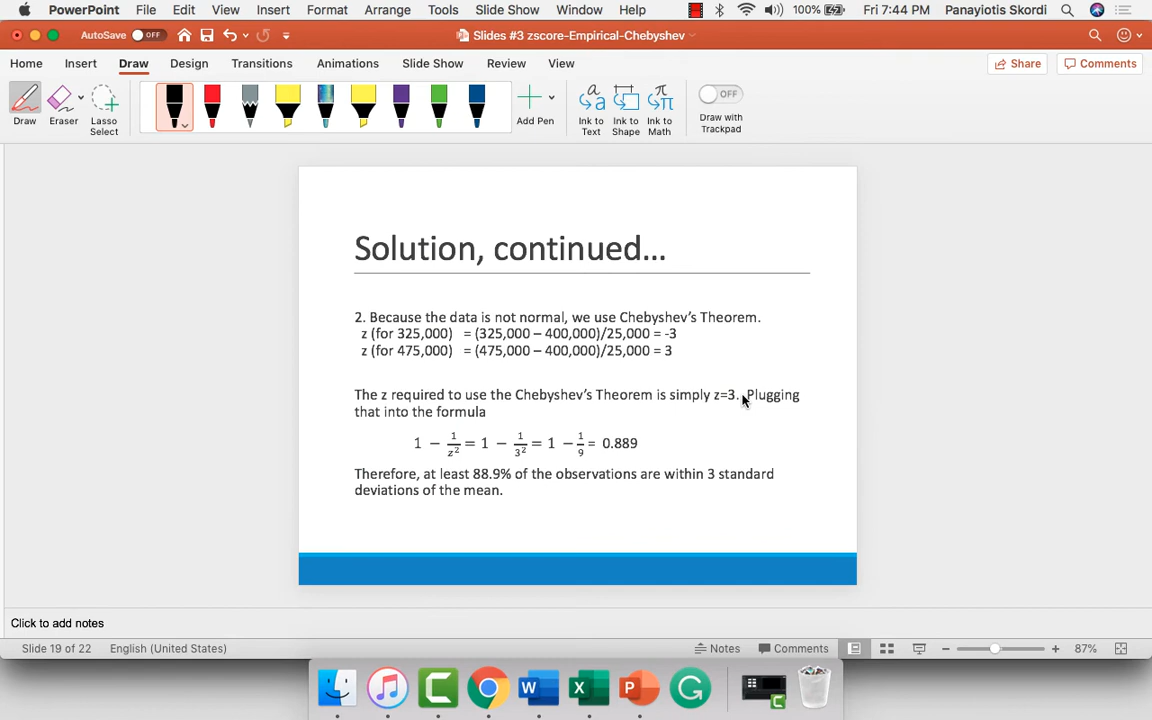 PowerPoint File Edit View Insert Format Arrange Tools Slide Show Window Help 100% Fri 7:44 PM Panayiotis Skordi
AutoSave OFF Slides #3 zscore-Empirical-Chebyshev
Home Insert Draw Design Transitions Animations Slide Show Review View Share Comments
Draw Eraser Lasso Select Add Pen Ink to Text Ink to Shape Ink to Math OFF Draw with Trackpad
Solution, continued...
2. Because the data is not normal, we use Chebyshev's Theorem.
z (for 325,000) = (325,000 – 400,000)/25,000 = -3
z (for 475,000) = (475,000 – 400,000)/25,000 = 3
The z required to use the Chebyshev's Theorem is simply z=3. Plugging
that into the formula
1 − 1/z² = 1 − 1/3² = 1 − 1/9 = 0.889
Therefore, at least 88.9% of the observations are within 3 standard
deviations of the mean.
Click to add notes
Slide 19 of 22 English (United States) Notes Comments 87%